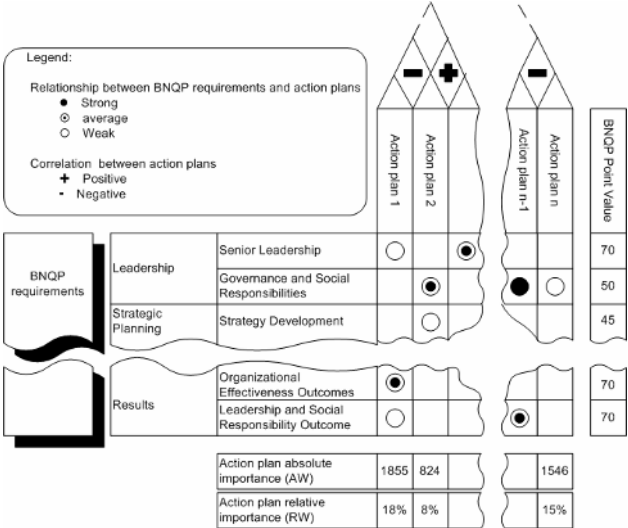 Legend:
Relationship between BNQP requirements and action plans
Strong
average
Weak
Correlation between action plans
+ Positive
- Negative
- + -
Action plan 1
Action plan 2
Action plan n-1
Action plan n
BNQP Point Value
BNQP
requirements
Leadership
Senior Leadership
70
Governance and Social
Responsibilities
50
Strategic
Planning
Strategy Development
45
Results
Organizational
Effectiveness Outcomes
70
Leadership and Social
Responsibility Outcome
70
Action plan absolute
importance (AW)
1855 824 1546
Action plan relative
importance (RW)
18% 8% 15%